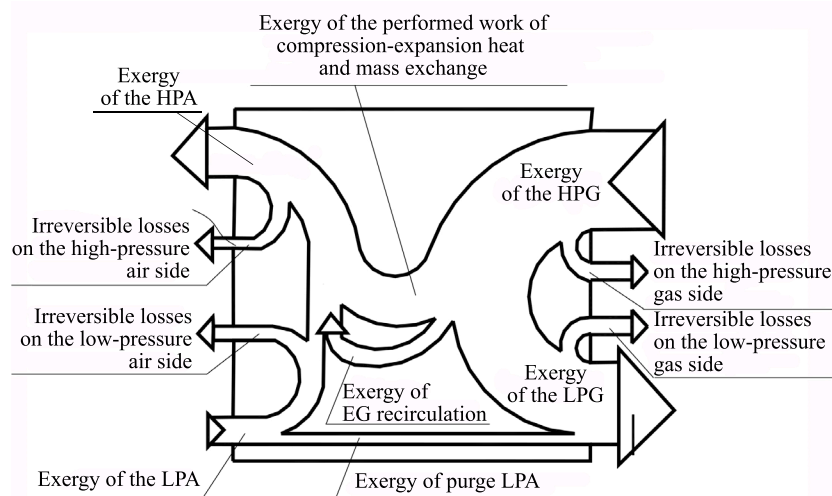 Exergy of the performed work of
compression-expansion heat
and mass exchange
Exergy
of the HPA
Exergy
of the HPG
Irreversible losses
on the high-pressure
air side
Irreversible losses
on the high-pressure
gas side
Irreversible losses
on the low-pressure
air side
Irreversible losses
on the low-pressure
gas side
Exergy
of the LPG
Exergy of
EG recirculation
Exergy of the LPA
Exergy of purge LPA